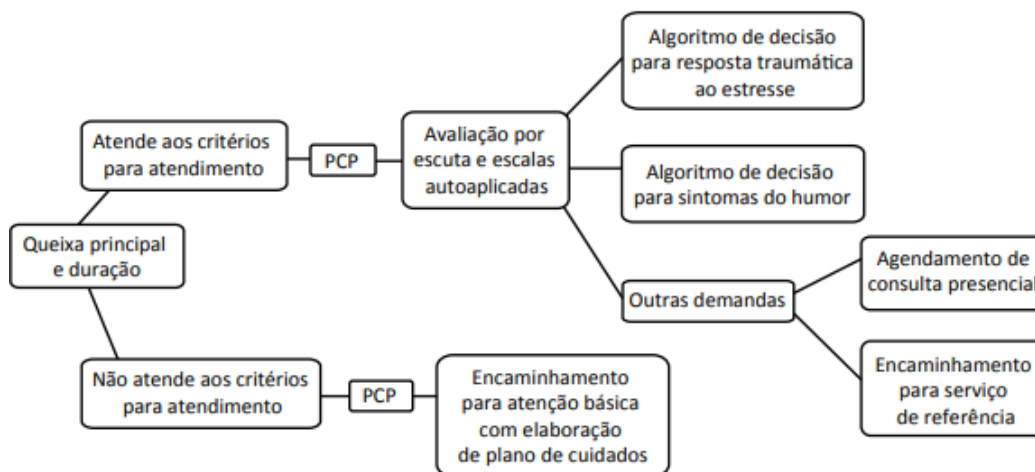 Algoritmo de decisão
para resposta traumática
ao estresse
Atende aos critérios
para atendimento
PCP
Avaliação por
escuta e escalas
autoaplicadas
Algoritmo de decisão
para sintomas do humor
Queixa principal
e duração
Outras demandas
Agendamento de
consulta presencial
Não atende aos critérios
para atendimento
PCP
Encaminhamento
para atenção básica
com elaboração
de plano de cuidados
Encaminhamento
para serviço
de referência